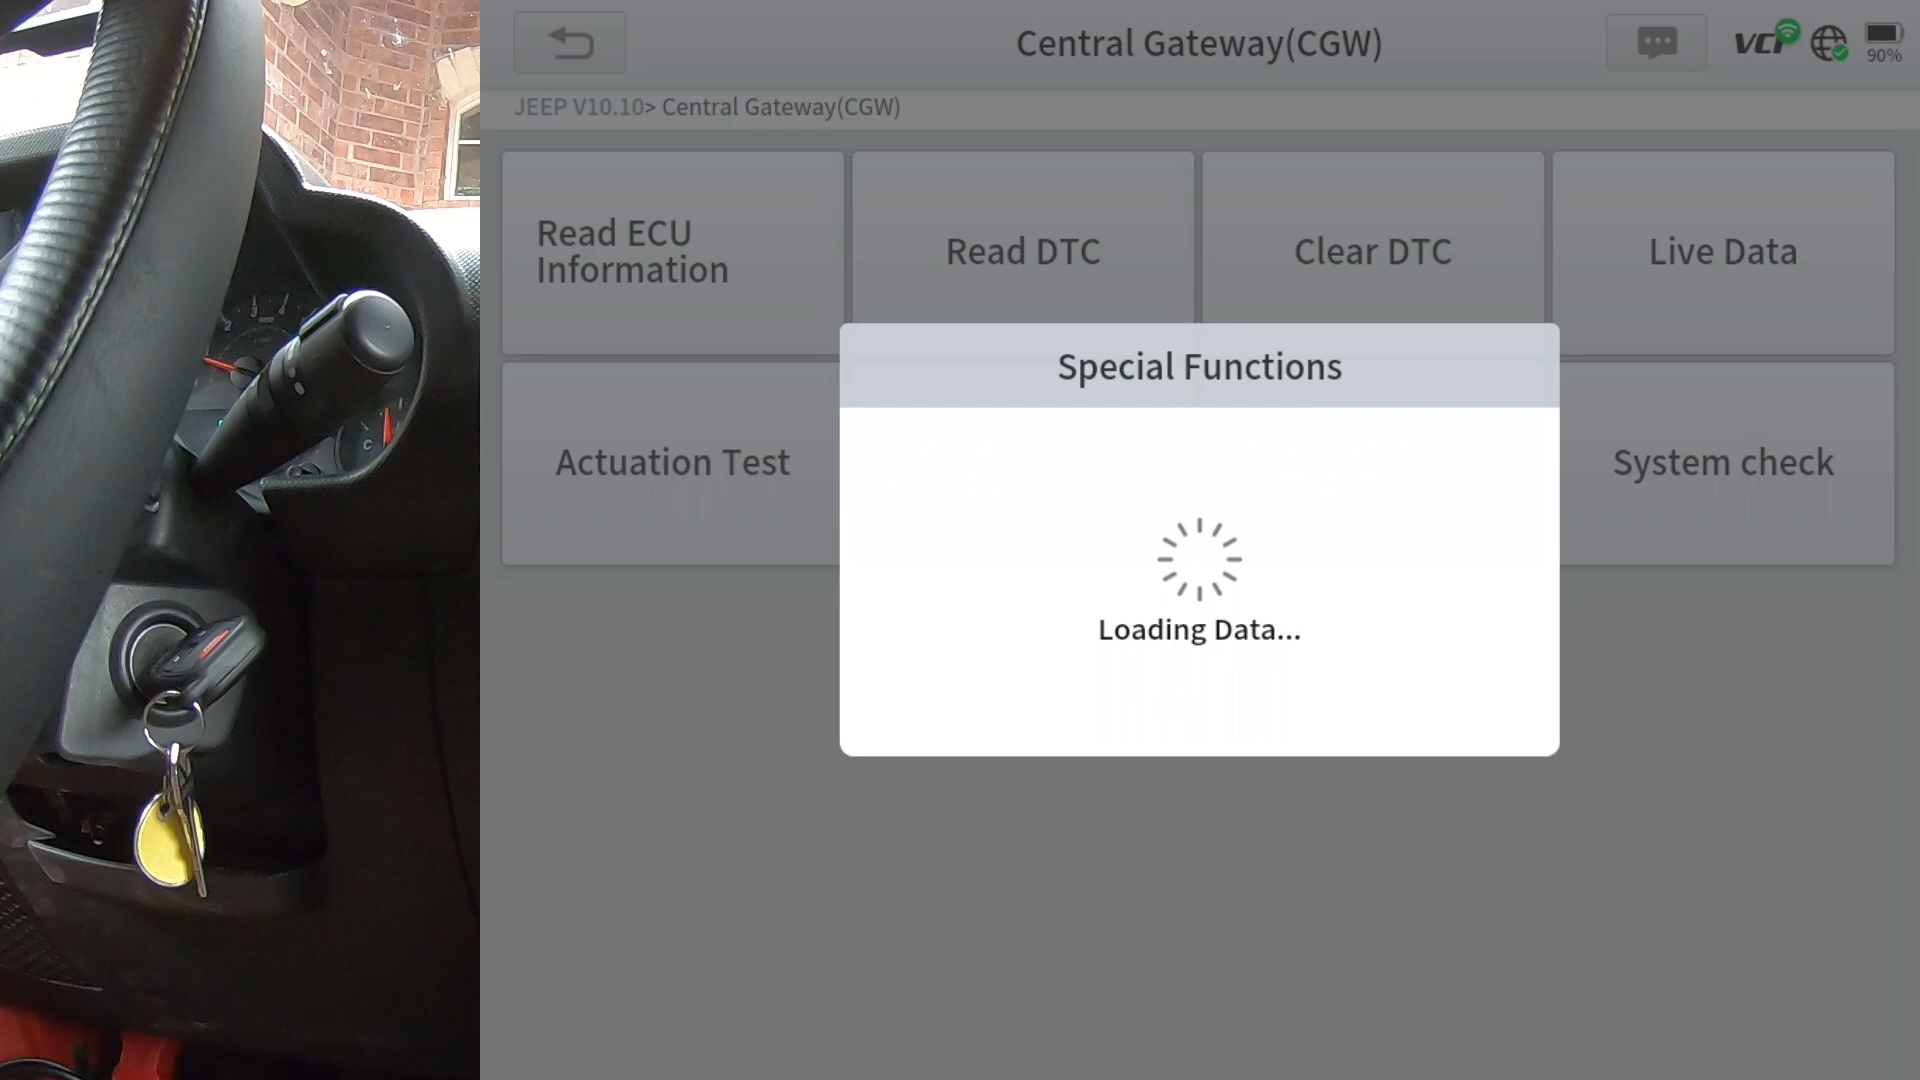 Central Gateway(CGW)
VCI
90%
JEEP V10.10> Central Gateway(CGW)
Read ECU
Information
Read DTC
Clear DTC
Live Data
Special Functions
Actuation Test
System check
Loading Data...
C